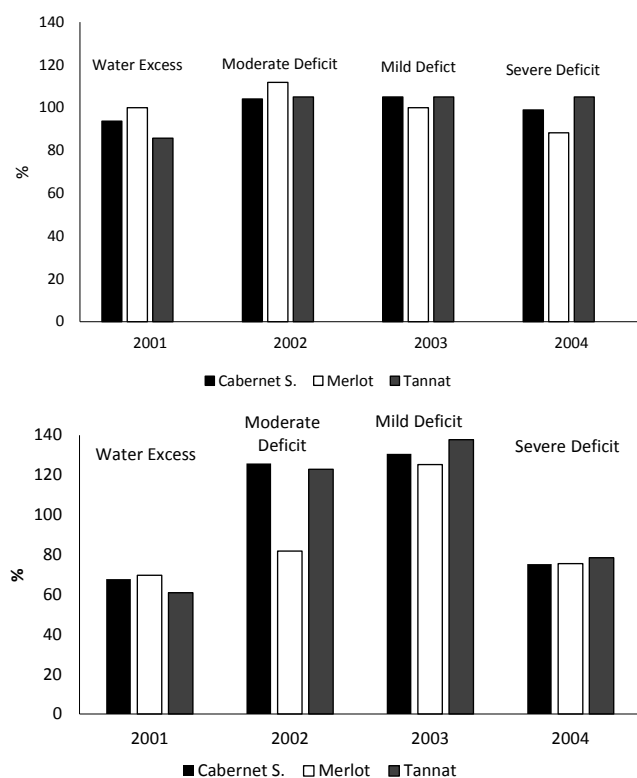 140
120
100
80
60
40
20
0
%
Water Excess
Moderate Deficit
Mild Defict
Severe Deficit
2001 2002 2003 2004
Cabernet S. Merlot Tannat
140
120
100
80
60
40
20
0
%
Water Excess
Moderate
Deficit
Mild Deficit
Severe Deficit
2001 2002 2003 2004
Cabernet S. Merlot Tannat